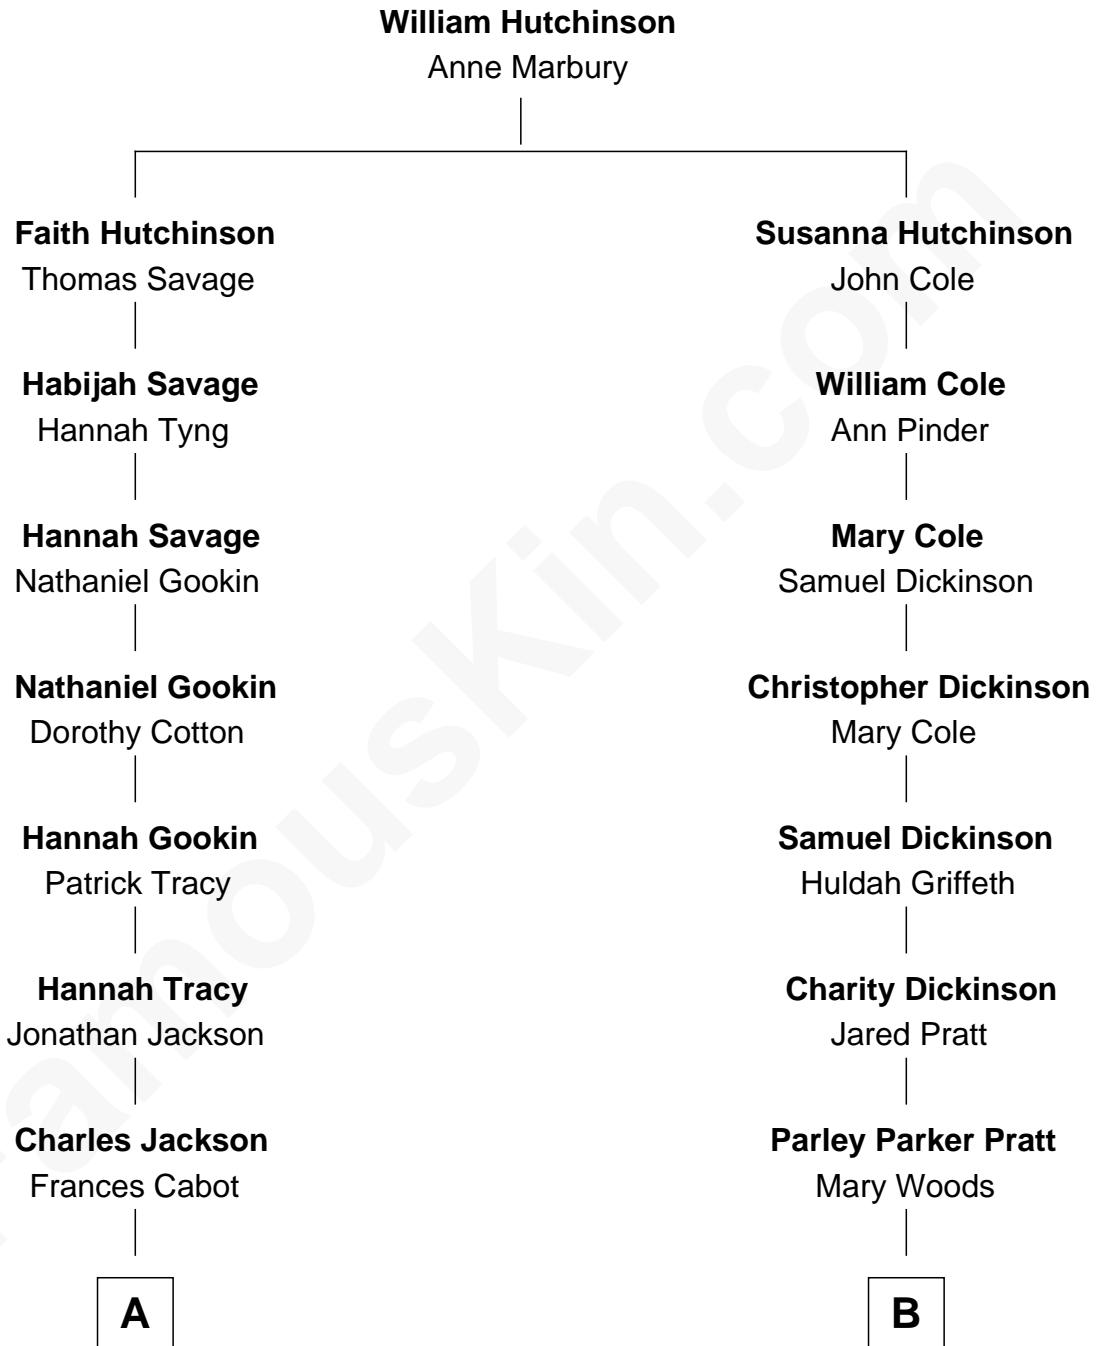 William Hutchinson
Anne Marbury
Faith Hutchinson
Thomas Savage
Susanna Hutchinson
John Cole
Habijah Savage
Hannah Tyng
William Cole
Ann Pinder
Hannah Savage
Nathaniel Gookin
Mary Cole
Samuel Dickinson
Nathaniel Gookin
Dorothy Cotton
Christopher Dickinson
Mary Cole
Hannah Gookin
Patrick Tracy
Samuel Dickinson
Huldah Griffeth
Hannah Tracy
Jonathan Jackson
Charity Dickinson
Jared Pratt
Charles Jackson
Frances Cabot
Parley Parker Pratt
Mary Woods
A
B
FamousKin.com